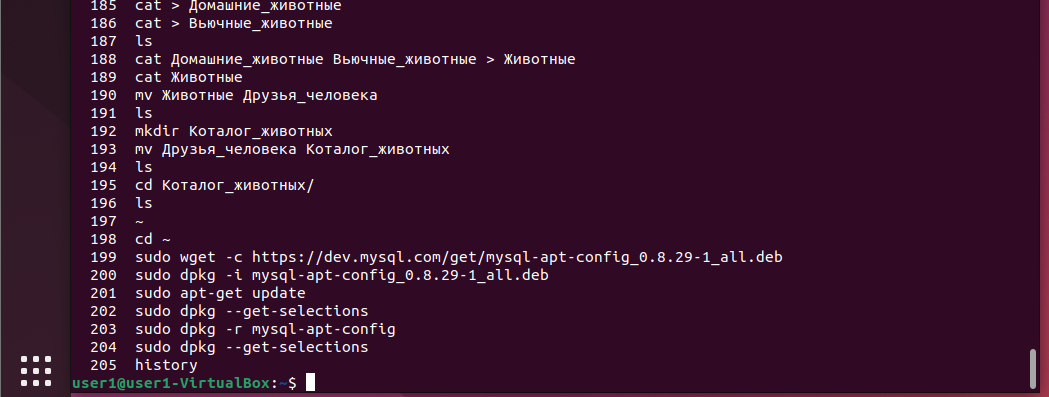 185 cat > Домашние_животные
186 cat > Вьючные_животные
187 ls
188 cat Домашние_животные Вьючные_животные > Животные
189 cat Животные
190 mv Животные Друзья_человека
191 ls
192 mkdir Коталог_животных
193 mv Друзья_человека Коталог_животных
194 ls
195 cd Коталог_животных/
196 ls
197 ~
198 cd ~
199 sudo wget -c https://dev.mysql.com/get/mysql-apt-config_0.8.29-1_all.deb
200 sudo dpkg -i mysql-apt-config_0.8.29-1_all.deb
201 sudo apt-get update
202 sudo dpkg --get-selections
203 sudo dpkg -r mysql-apt-config
204 sudo dpkg --get-selections
205 history
user1@user1-VirtualBox:~$